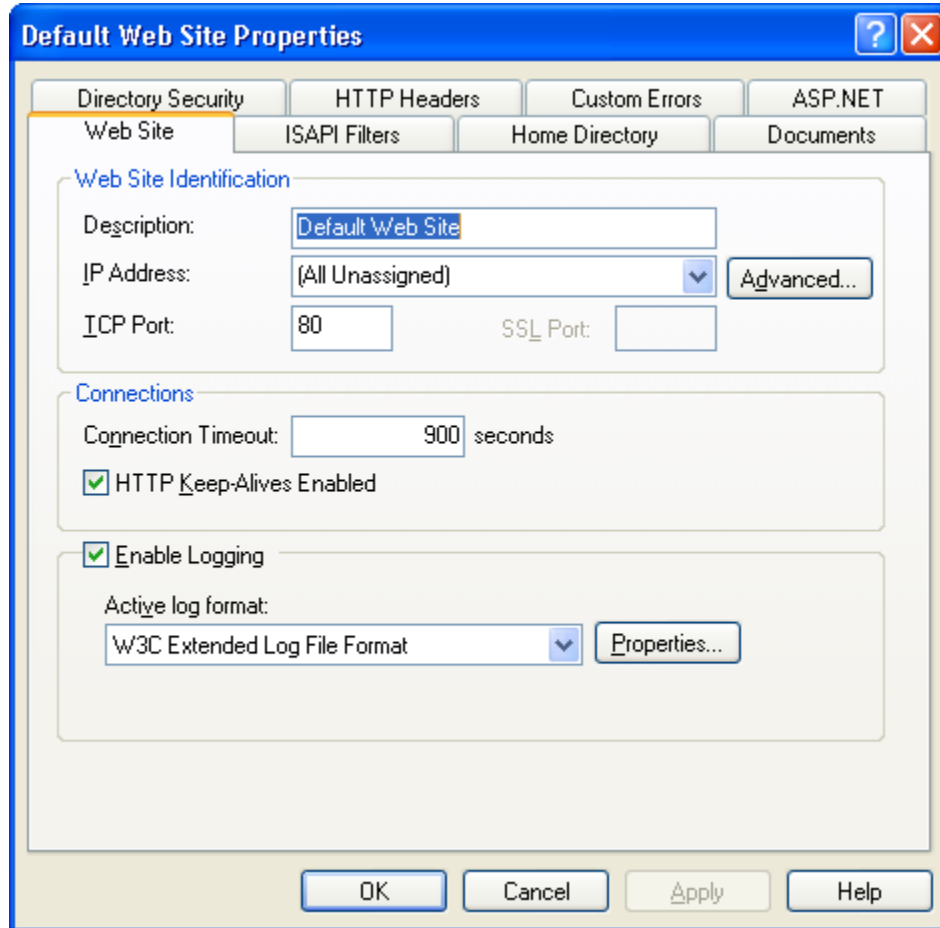 Default Web Site Properties
Directory Security HTTP Headers Custom Errors ASP.NET
Web Site ISAPI Filters Home Directory Documents
Web Site Identification
Description: Default Web Site
IP Address: (All Unassigned) Advanced...
TCP Port: 80 SSL Port:
Connections
Connection Timeout: 900 seconds
HTTP Keep-Alives Enabled
Enable Logging
Active log format:
W3C Extended Log File Format Properties...
OK Cancel Apply Help